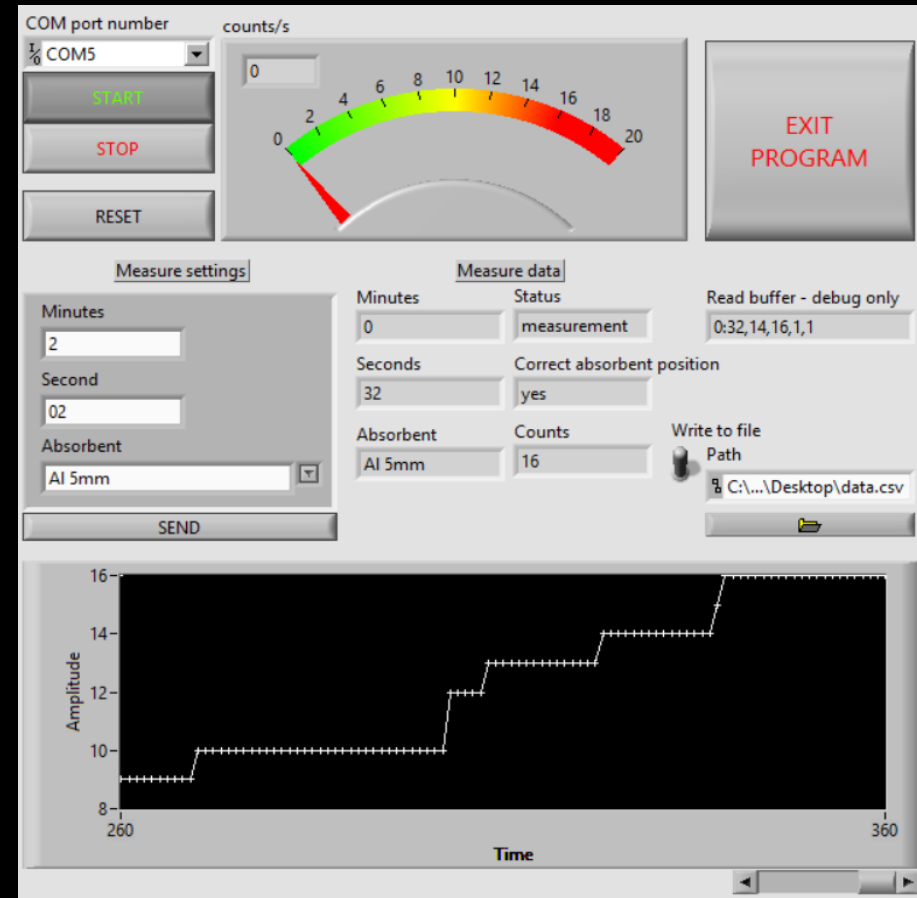 COM port number
counts/s
COM5
START
STOP
RESET
0
0 2 4 6 8 10 12 14 16 18 20
EXIT
PROGRAM
Measure settings
Minutes
2
Second
02
Absorbent
Al 5mm
SEND
Measure data
Minutes
0
Status
measurement
Seconds
32
Correct absorbent position
yes
Absorbent
Al 5mm
Counts
16
Read buffer - debug only
0:32,14,16,1,1
Write to file
Path
C:\...\Desktop\data.csv
Amplitude
16
14
12
10
8
260 360
Time